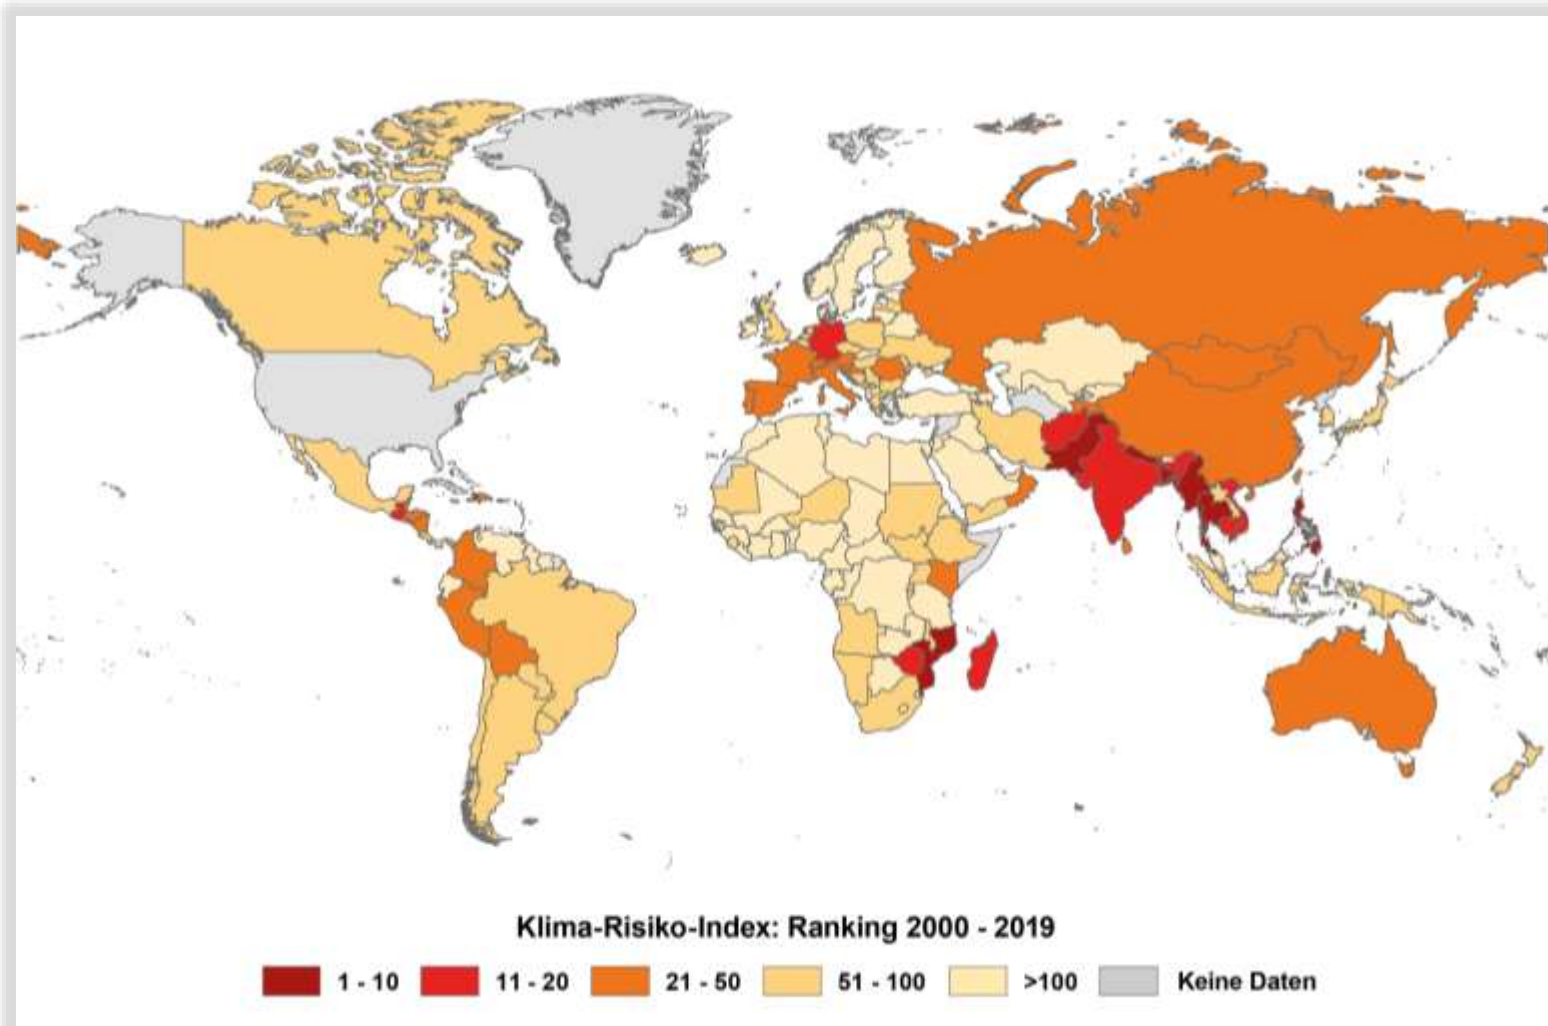 Klima-Risiko-Index: Ranking 2000 - 2019
1 - 10 11 - 20 21 - 50 51 - 100 >100 Keine Daten